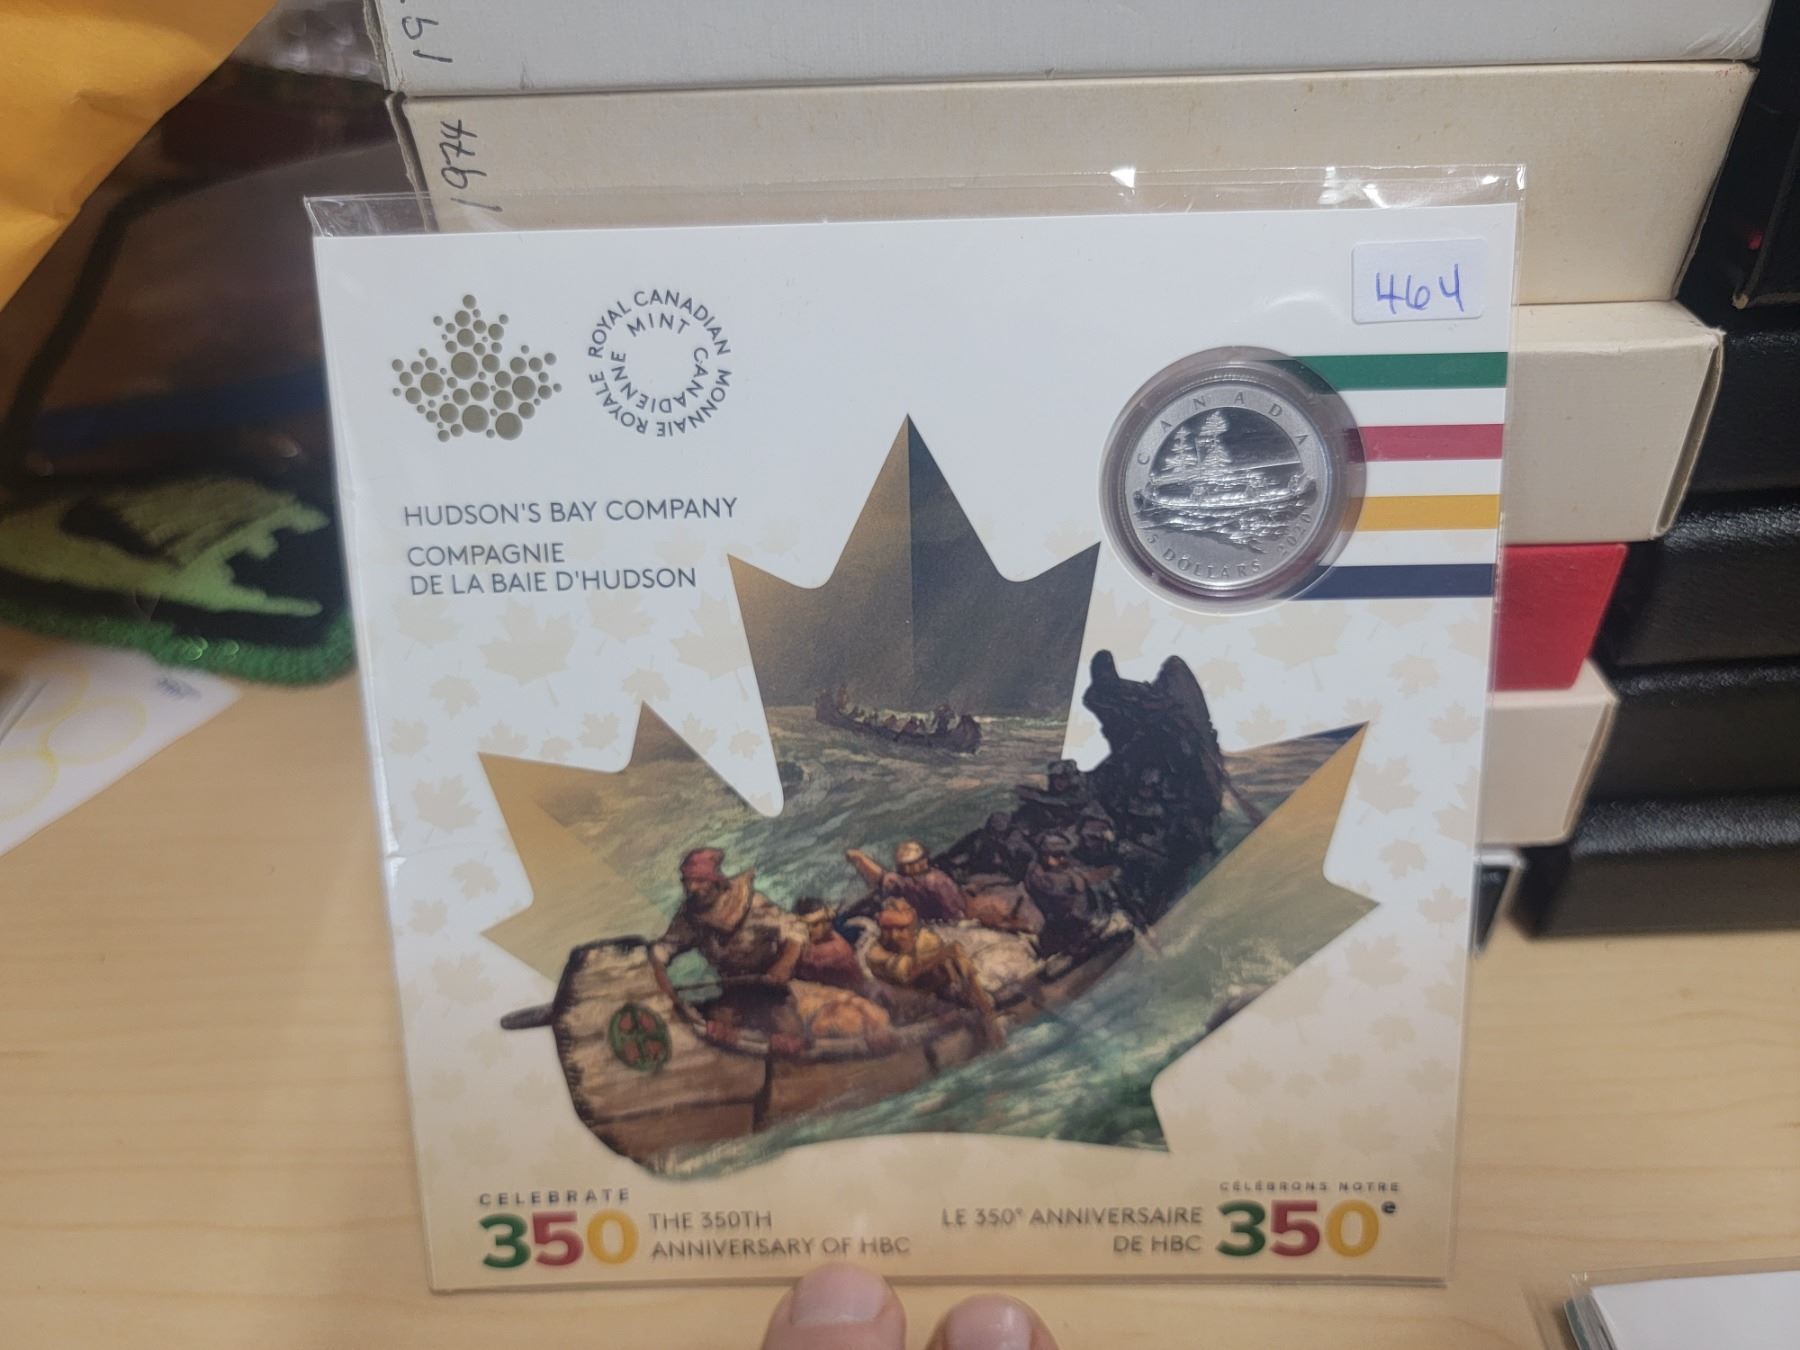 1974
464
ROYAL CANADIAN MINT
MONNAIE ROYALE CANADIENNE
HUDSON'S BAY COMPANY
COMPAGNIE
DE LA BAIE D'HUDSON
CANADA
5 DOLLARS 2020
CELEBRATE
350
THE 350TH
ANNIVERSARY OF HBC
LE 350e ANNIVERSAIRE
DE HBC
CÉLÉBRONS NOTRE
350e